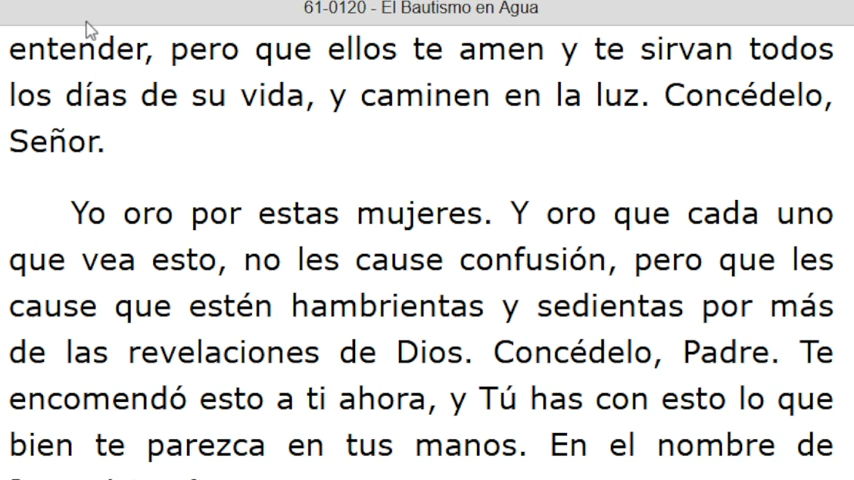 61-0120 - El Bautismo en Agua
entender, pero que ellos te amen y te sirvan todos
los días de su vida, y caminen en la luz. Concédelo,
Señor.
Yo oro por estas mujeres. Y oro que cada uno
que vea esto, no les cause confusión, pero que les
cause que estén hambrientas y sedientas por más
de las revelaciones de Dios. Concédelo, Padre. Te
encomendó esto a ti ahora, y Tú has con esto lo que
bien te parezca en tus manos. En el nombre de